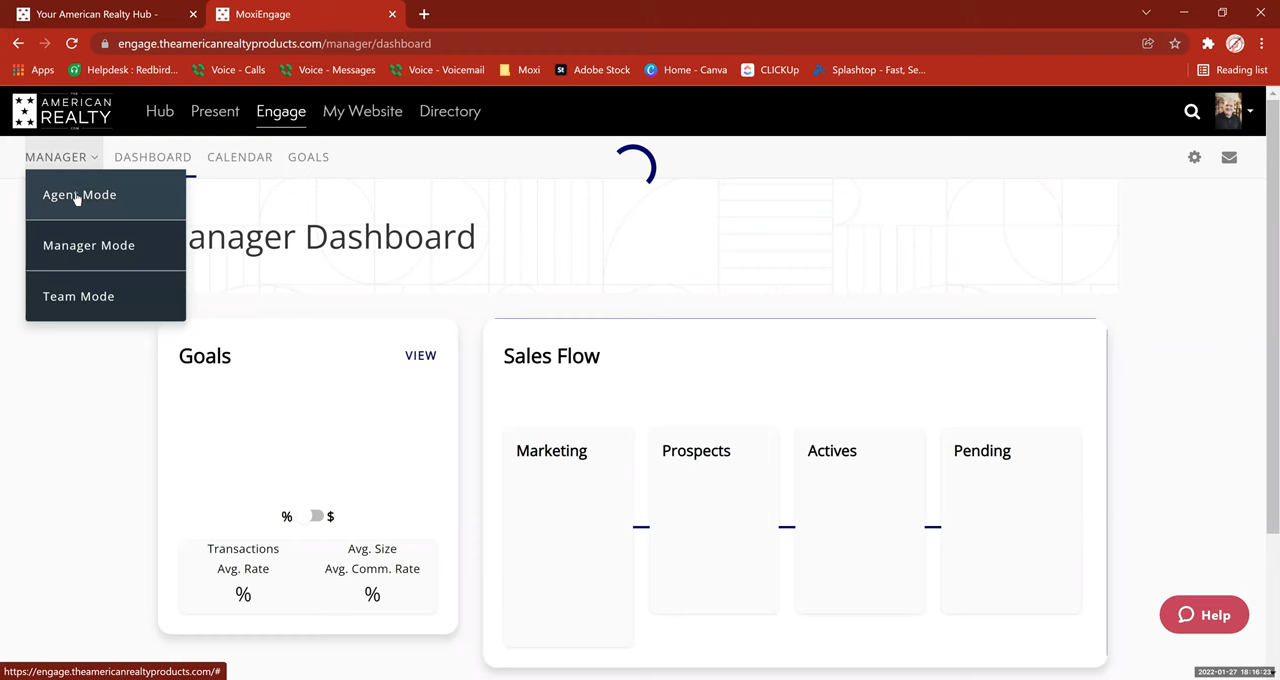 Your American Realty Hub -
MoxiEngage
engage.theamericanrealtyproducts.com/manager/dashboard
Apps
Helpdesk : Redbird...
Voice - Calls
Voice - Messages
Voice - Voicemail
Moxi
St
Adobe Stock
Home - Canva
CLICKUp
Splashtop - Fast, Se...
Reading list
THE
AMERICAN
REALTY
.COM
Hub
Present
Engage
My Website
Directory
MANAGER
DASHBOARD
CALENDAR
GOALS
Agent Mode
Manager Mode
Team Mode
anager Dashboard
Goals
VIEW
% $
Transactions
Avg. Rate
%
Avg. Size
Avg. Comm. Rate
%
Sales Flow
Marketing
Prospects
Actives
Pending
Help
https://engage.theamericanrealtyproducts.com/#
2022-01-27 18:16:23